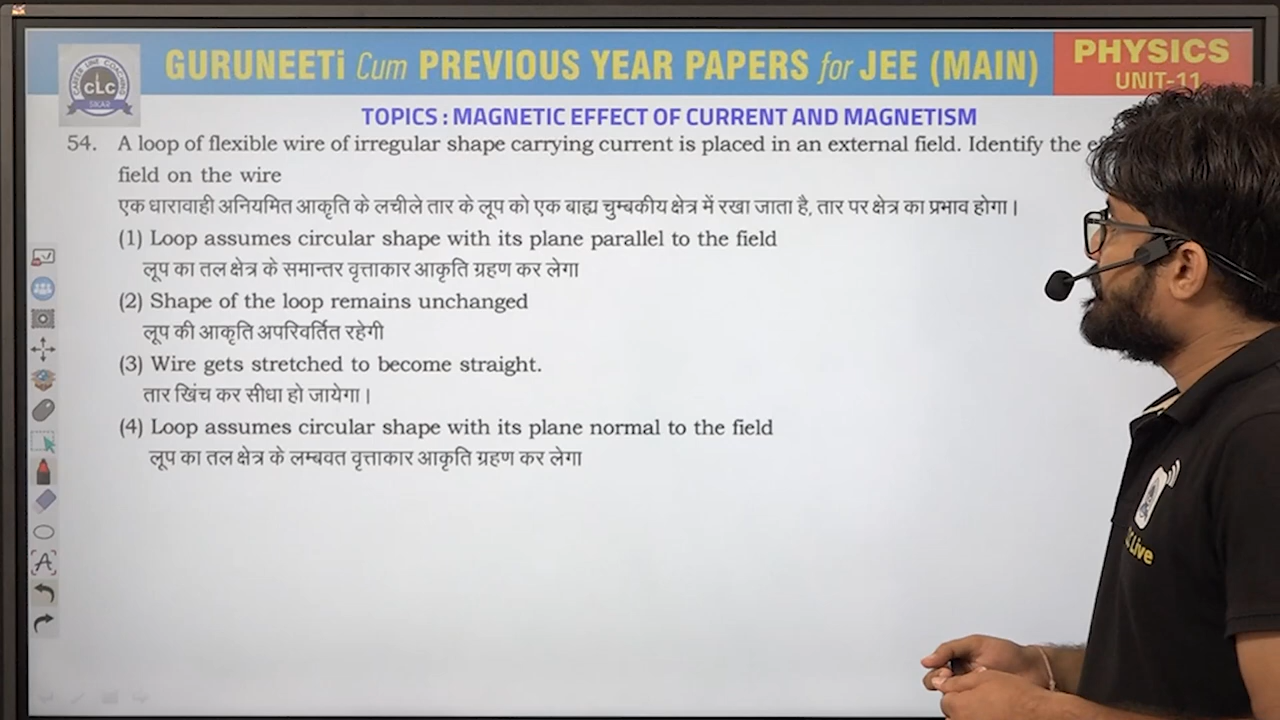 CAREER LINE COACHING
CLC
SIKAR
GURUNEETi Cum PREVIOUS YEAR PAPERS for JEE (MAIN)
PHYSICS
UNIT-11
TOPICS : MAGNETIC EFFECT OF CURRENT AND MAGNETISM
54. A loop of flexible wire of irregular shape carrying current is placed in an external field. Identify the
field on the wire
एक धारावाही अनियमित आकृति के लचीले तार के लूप को एक बाह्य चुम्बकीय क्षेत्र में रखा जाता है, तार पर क्षेत्र का प्रभाव होगा।
(1) Loop assumes circular shape with its plane parallel to the field
लूप का तल क्षेत्र के समान्तर वृत्ताकार आकृति ग्रहण कर लेगा
(2) Shape of the loop remains unchanged
लूप की आकृति अपरिवर्तित रहेगी
(3) Wire gets stretched to become straight.
तार खिंच कर सीधा हो जायेगा।
(4) Loop assumes circular shape with its plane normal to the field
लूप का तल क्षेत्र के लम्बवत वृत्ताकार आकृति ग्रहण कर लेगा
A
Live